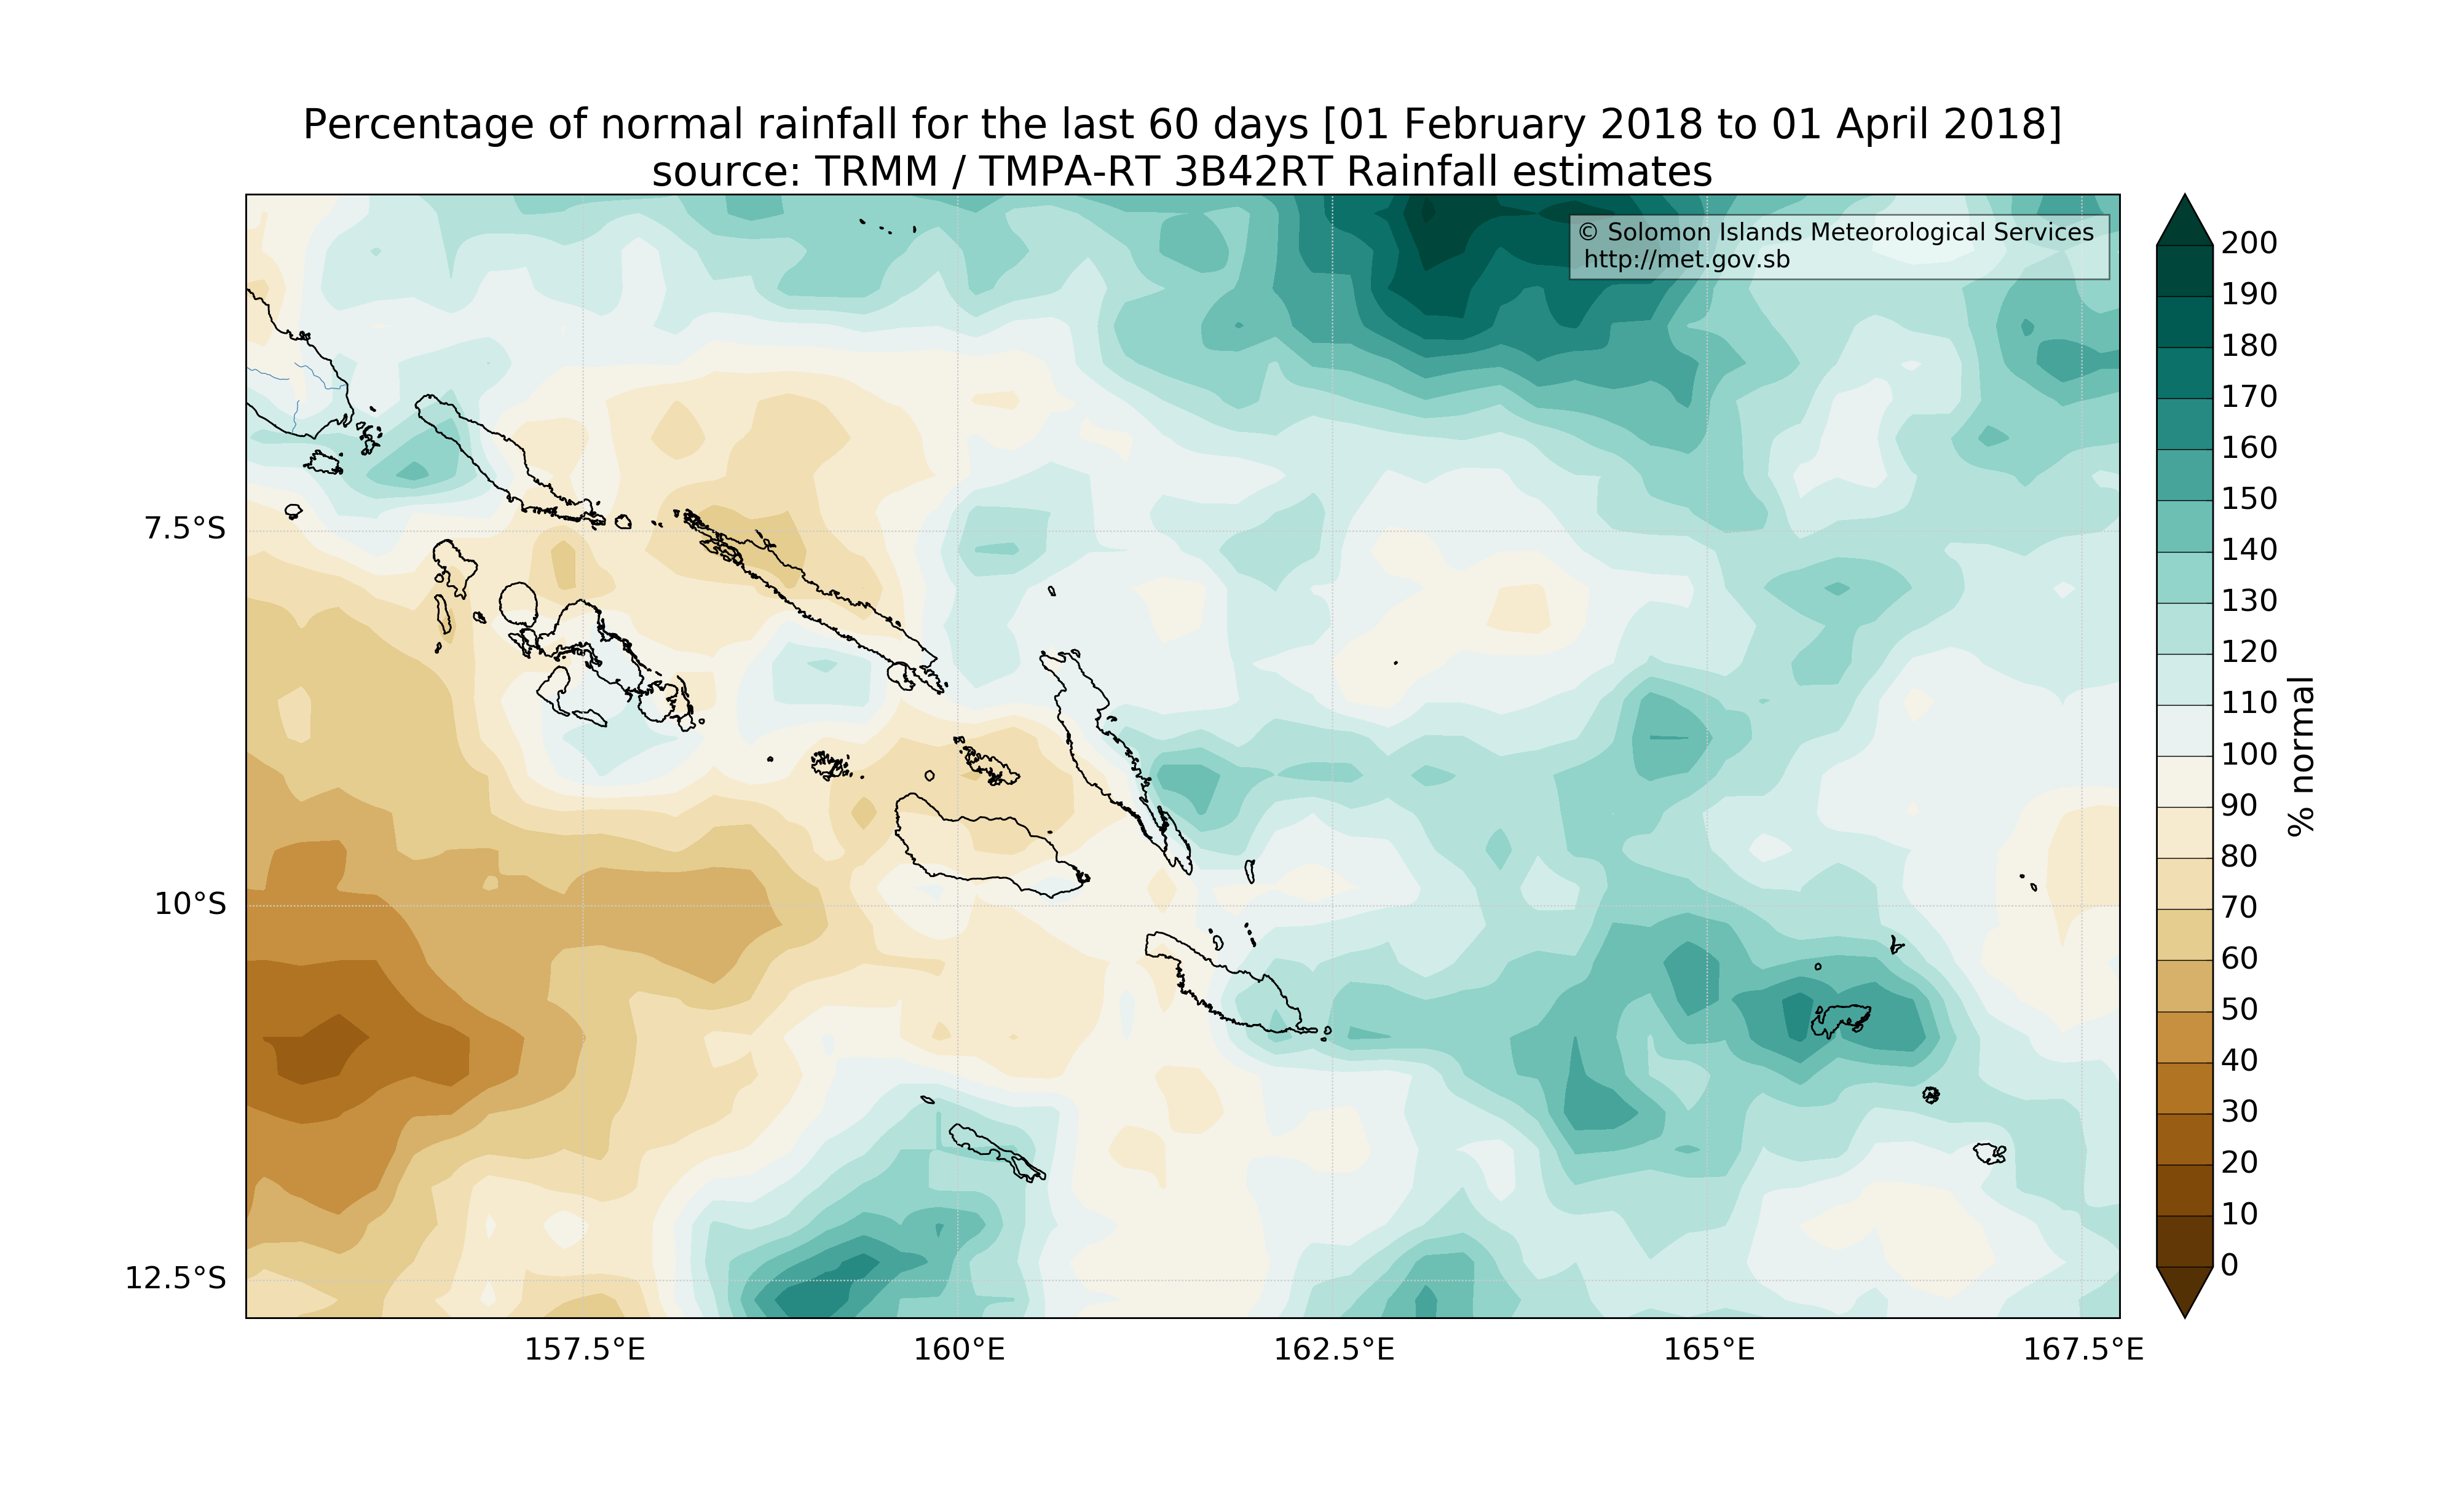 Percentage of normal rainfall for the last 60 days [01 February 2018 to 01 April 2018]
source: TRMM / TMPA-RT 3B42RT Rainfall estimates
© Solomon Islands Meteorological Services
http://met.gov.sb
7.5°S
10°S
12.5°S
157.5°E
160°E
162.5°E
165°E
167.5°E
200
190
180
170
160
150
140
130
120
110
100
90
80
70
60
50
40
30
20
10
0
% normal